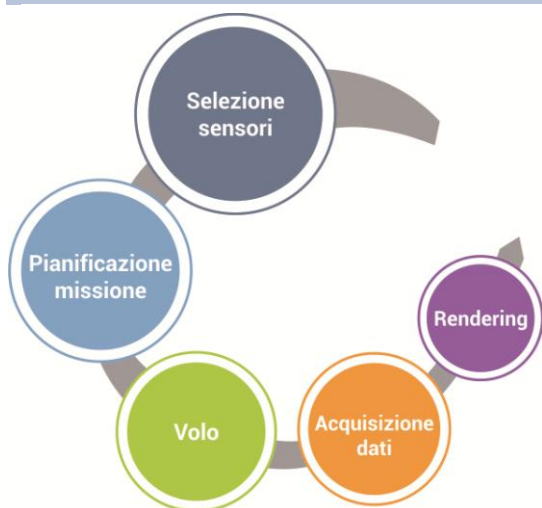 Selezione
sensori
Pianificazione
missione
Volo
Acquisizione
dati
Rendering